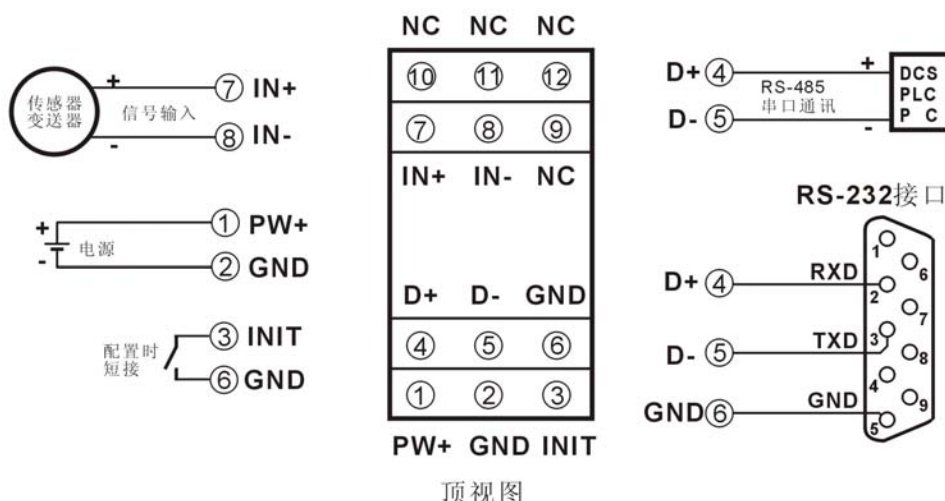 传感器
变送器
+
信号输入
-
⑦ IN+
⑧ IN-
+
电源
-
① PW+
② GND
配置时
短接
③ INIT
⑥ GND
NC NC NC
⑩ ⑪ ⑫
⑦ ⑧ ⑨
IN+ IN- NC
D+ D- GND
④ ⑤ ⑥
① ② ③
PW+ GND INIT
顶视图
D+ ④
D- ⑤
+
RS-485
串口通讯
-
DCS
PLC
P C
RS-232接口
D+ ④ RXD
D- ⑤ TXD
GND ⑥ GND
1
6
2
7
3
8
4
9
5